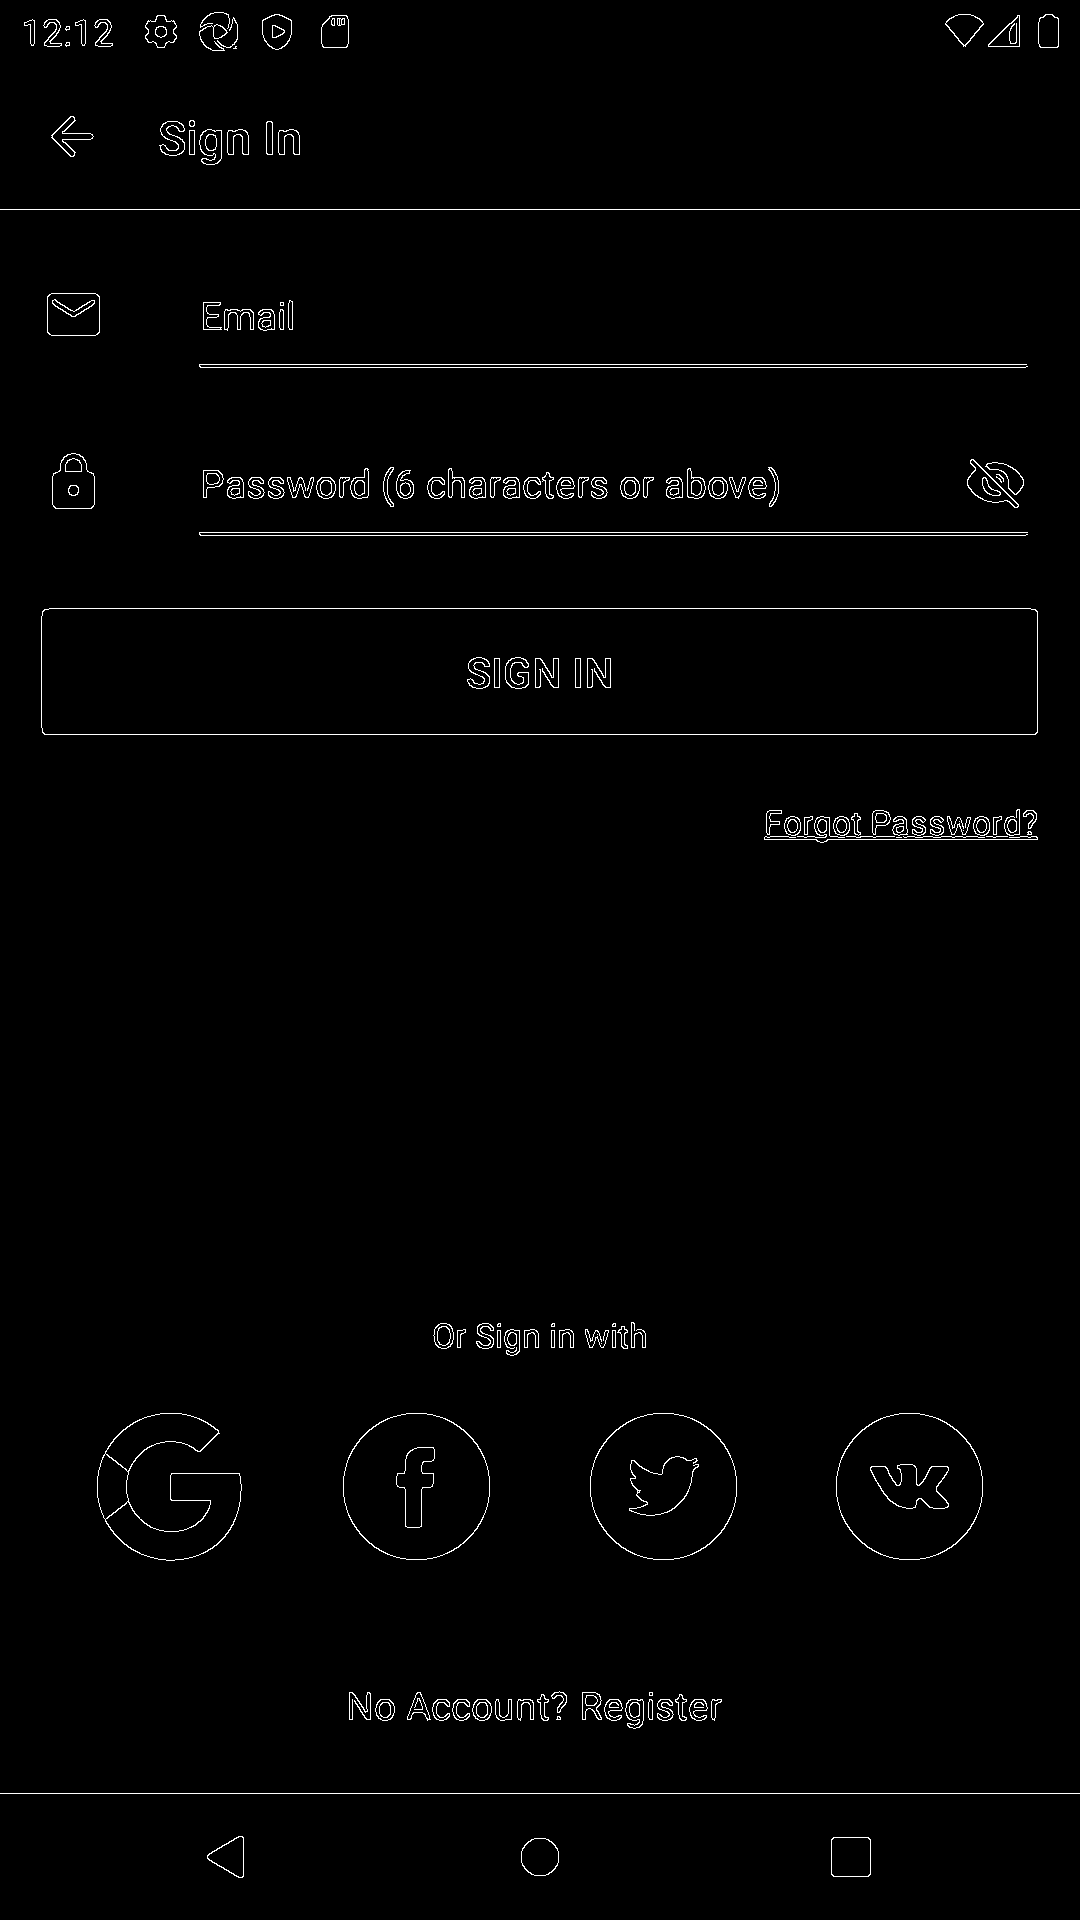 12:12
Sign In
Email
Password (6 characters or above)
SIGN IN
Forgot Password?
Or Sign in with
No Account? Register